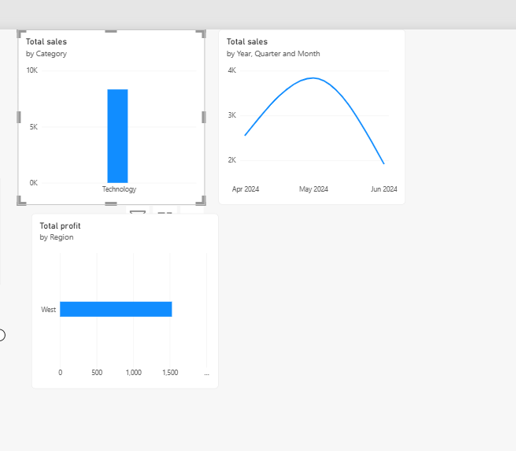 Total sales
by Category
10K
5K
0K
Technology
Total sales
by Year, Quarter and Month
4K
3K
2K
Apr 2024 May 2024 Jun 2024
Total profit
by Region
West
0 500 1,000 1,500 ...